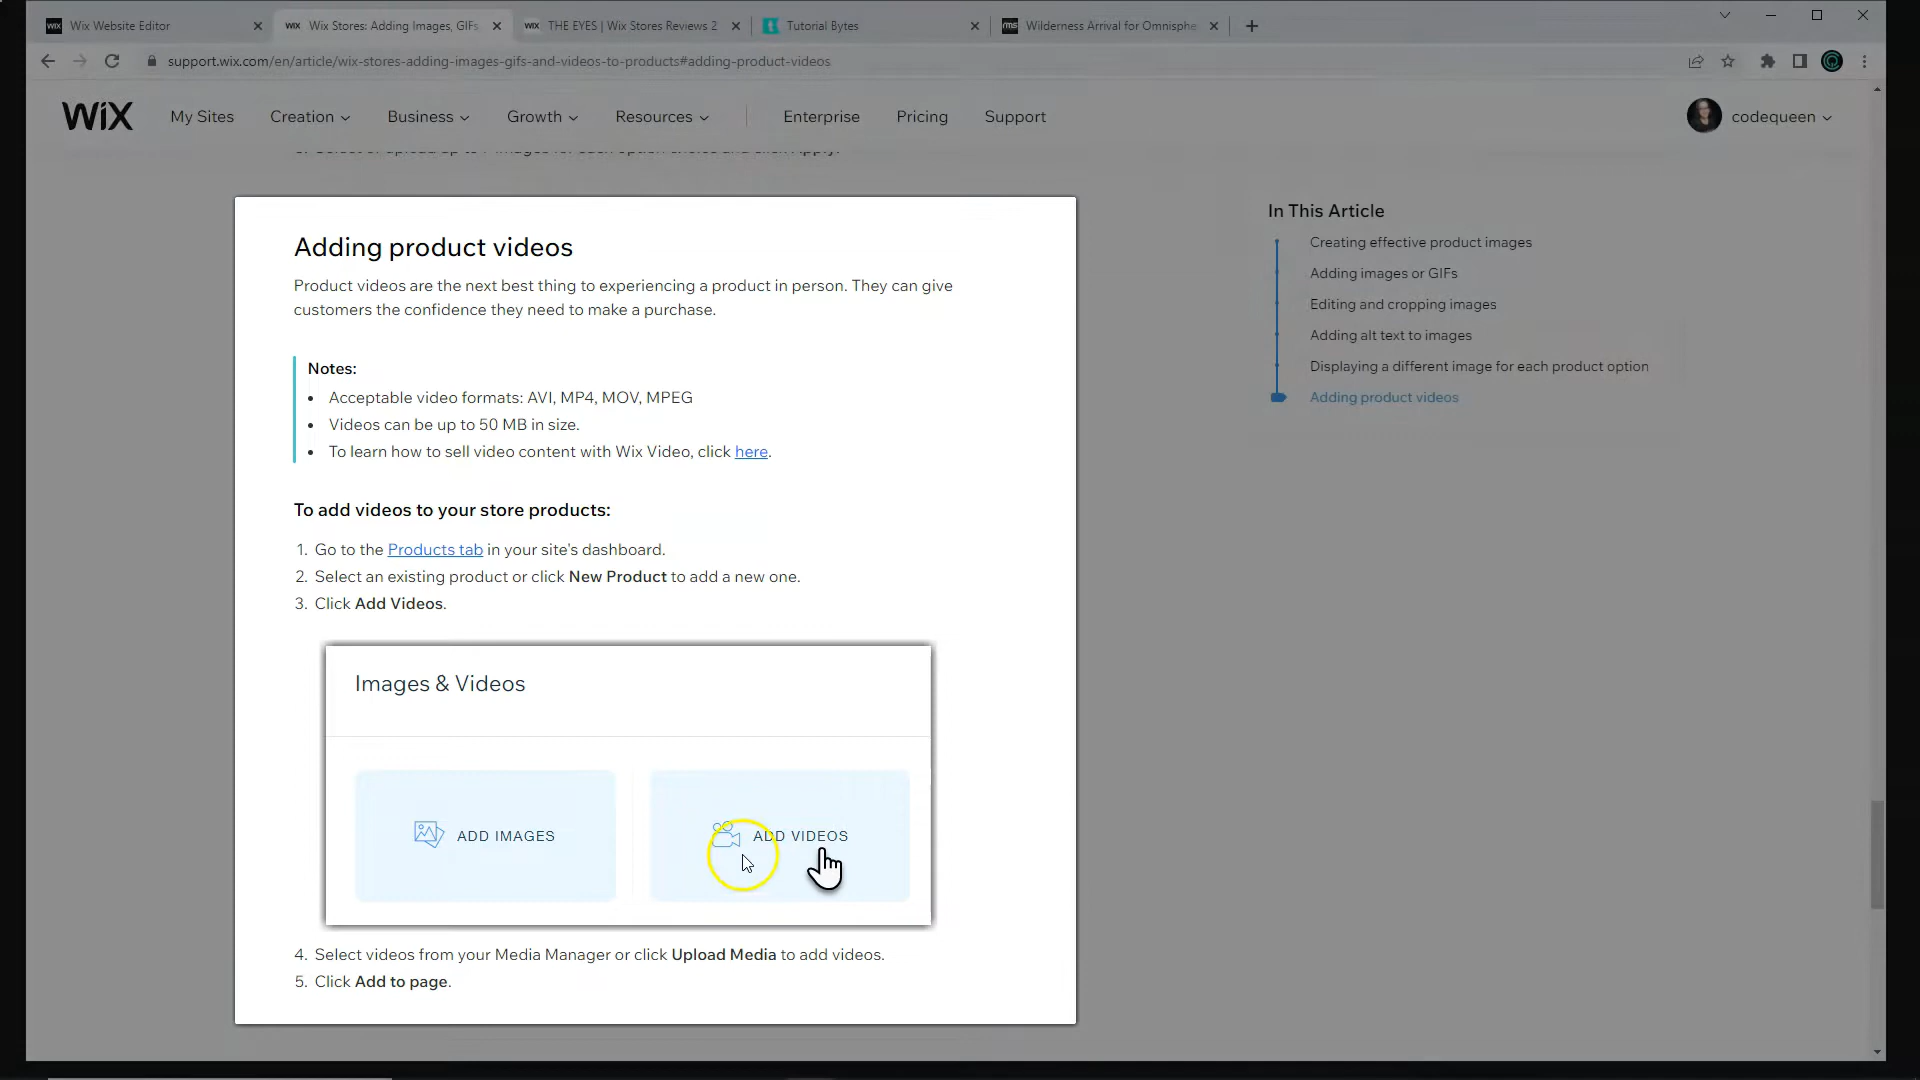 Wix Website Editor
Wix Stores: Adding Images, GIFs
THE EYES | Wix Stores Reviews 2
Tutorial Bytes
Wilderness Arrival for Omnisphe
support.wix.com/en/article/wix-stores-adding-images-gifs-and-videos-to-products#adding-product-videos
WiX
My Sites
Creation
Business
Growth
Resources
Enterprise
Pricing
Support
codequeen
Adding product videos
Product videos are the next best thing to experiencing a product in person. They can give
customers the confidence they need to make a purchase.
Notes:
• Acceptable video formats: AVI, MP4, MOV, MPEG
• Videos can be up to 50 MB in size.
• To learn how to sell video content with Wix Video, click here.
To add videos to your store products:
1. Go to the Products tab in your site's dashboard.
2. Select an existing product or click New Product to add a new one.
3. Click Add Videos.
Images & Videos
ADD IMAGES
ADD VIDEOS
4. Select videos from your Media Manager or click Upload Media to add videos.
5. Click Add to page.
In This Article
Creating effective product images
Adding images or GIFs
Editing and cropping images
Adding alt text to images
Displaying a different image for each product option
Adding product videos